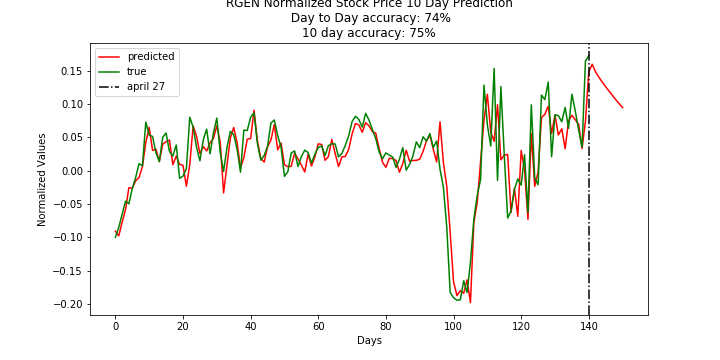 RGEN Normalized Stock Price 10 Day Prediction
Day to Day accuracy: 74%
10 day accuracy: 75%
predicted
true
april 27
Normalized Values
0.15
0.10
0.05
0.00
−0.05
−0.10
−0.15
−0.20
0 20 40 60 80 100 120 140
Days